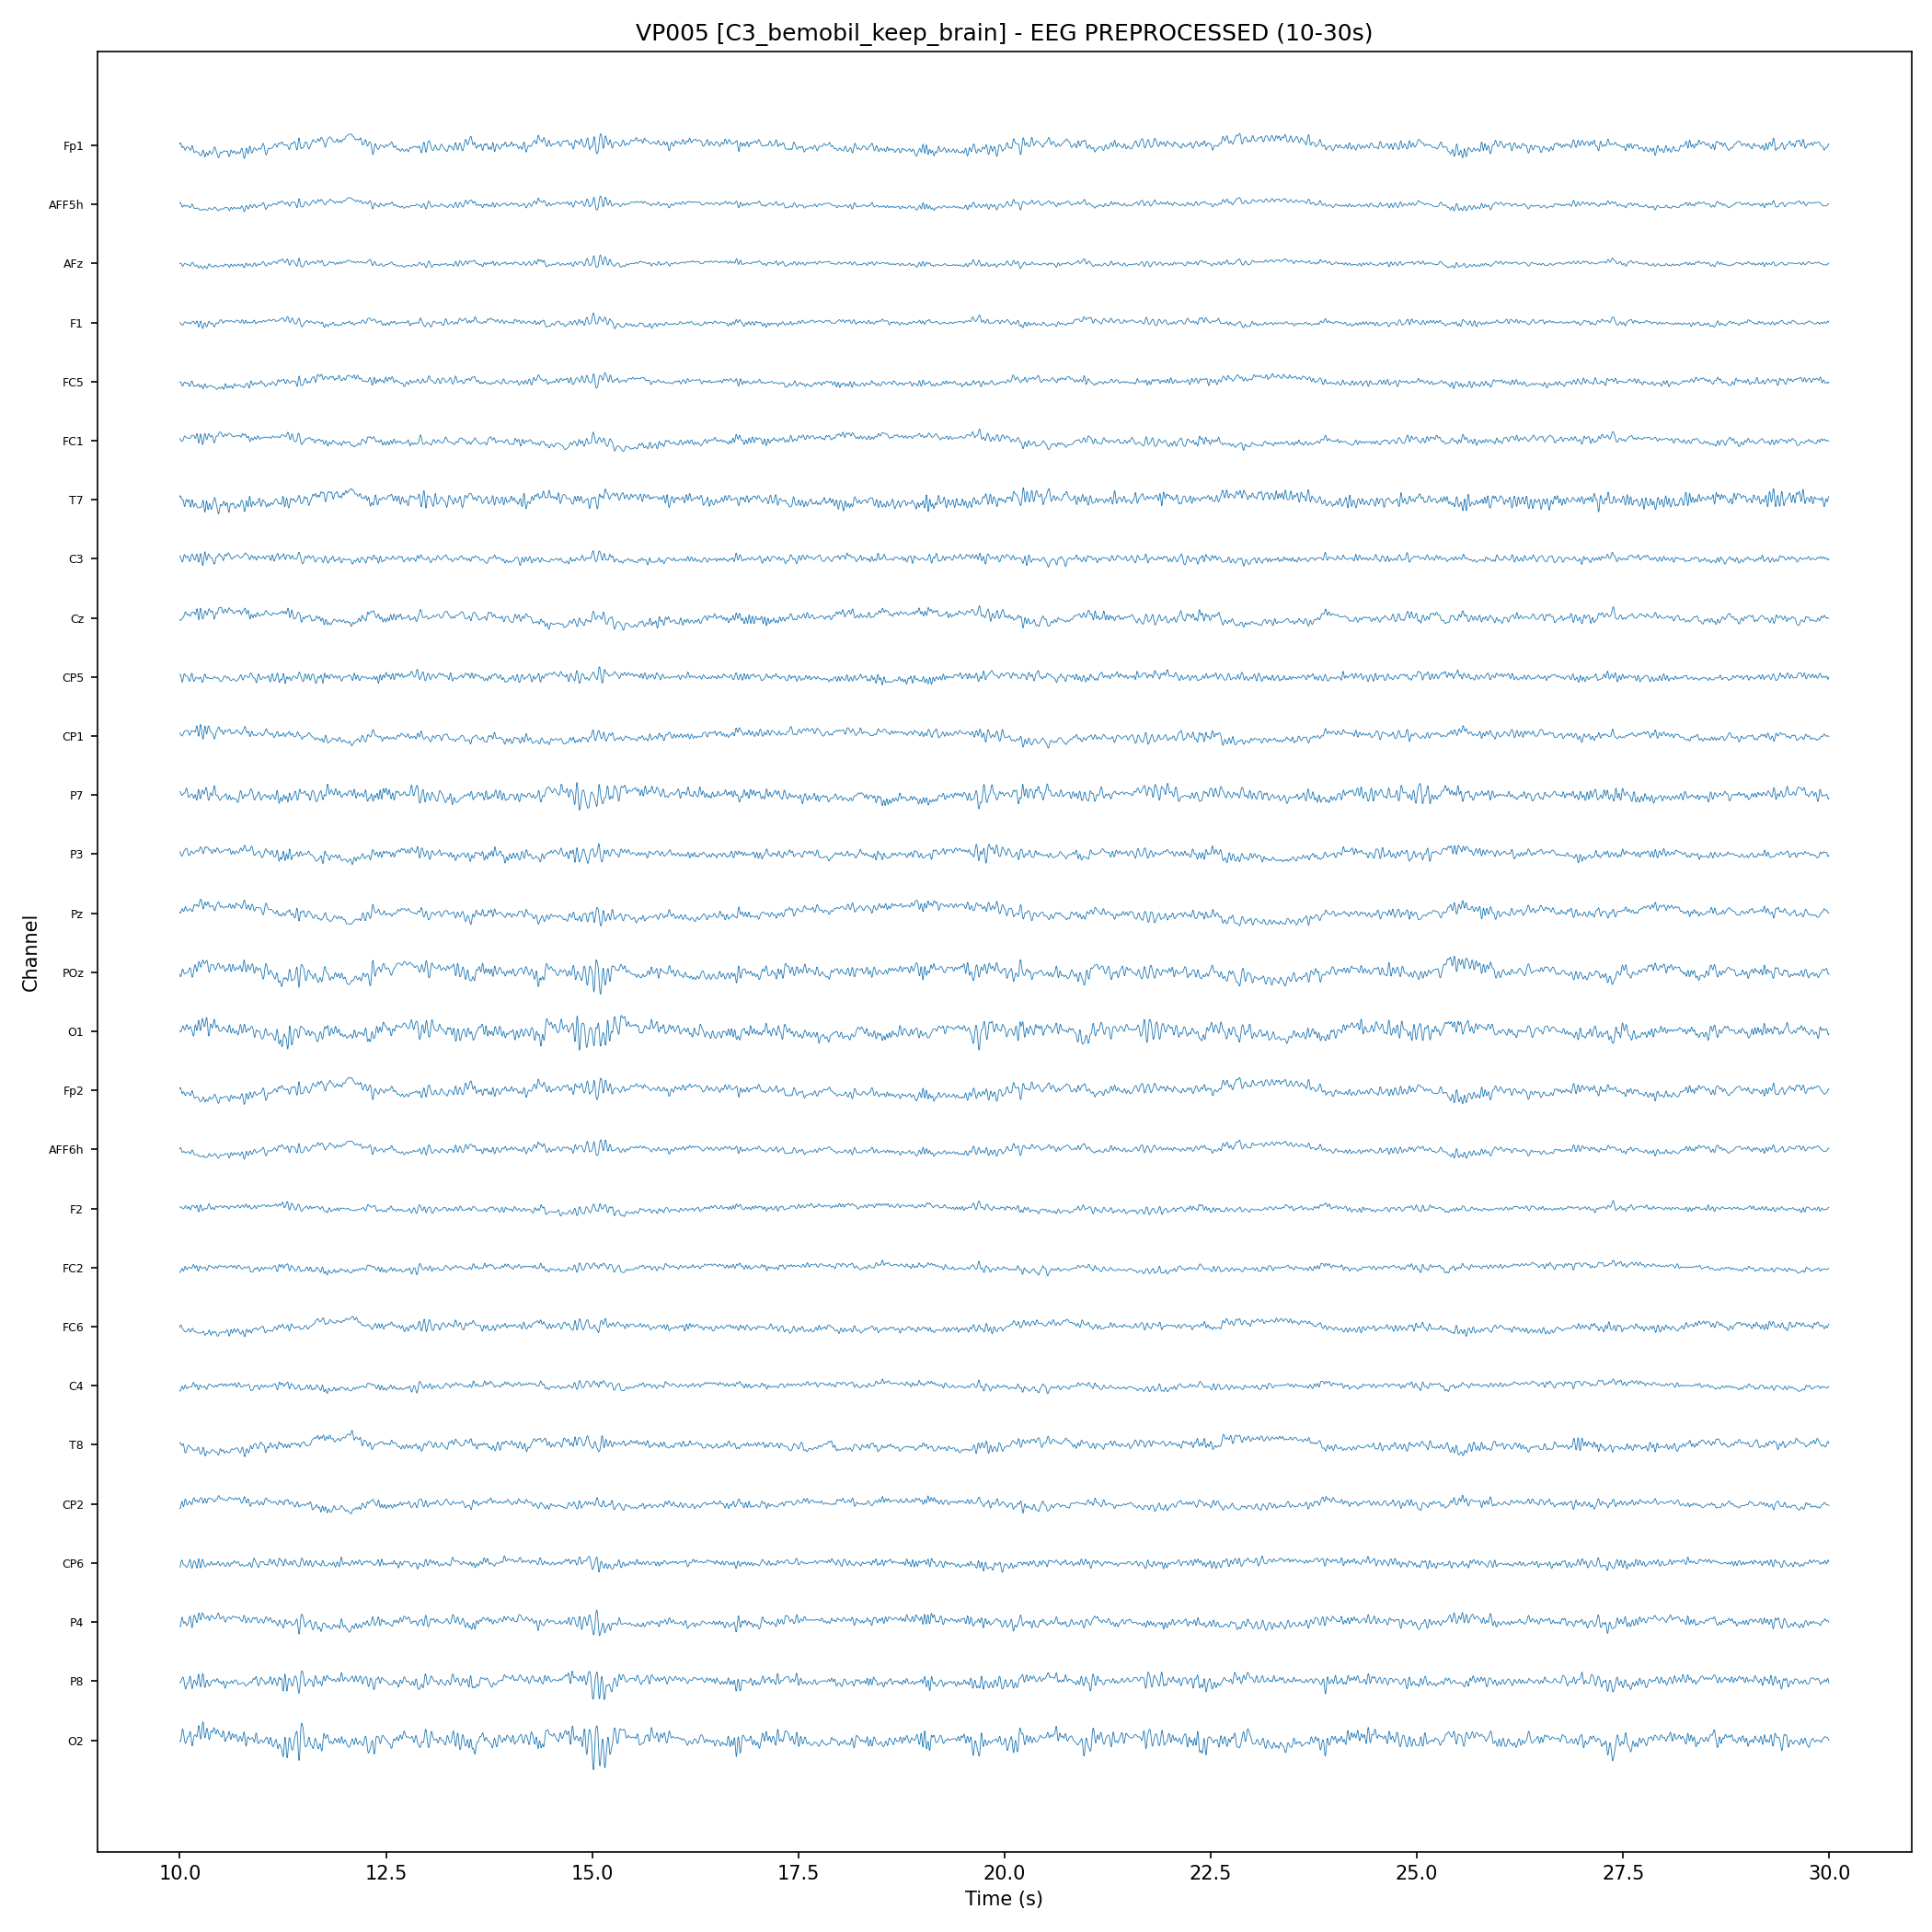 VP005 [C3_bemobil_keep_brain] - EEG PREPROCESSED (10-30s)
Fp1
AFF5h
AFz
F1
FC5
FC1
T7
C3
Cz
CP5
CP1
P7
P3
Pz
POz
O1
Fp2
AFF6h
F2
FC2
FC6
C4
T8
CP2
CP6
P4
P8
O2
Channel
10.0 12.5 15.0 17.5 20.0 22.5 25.0 27.5 30.0
Time (s)